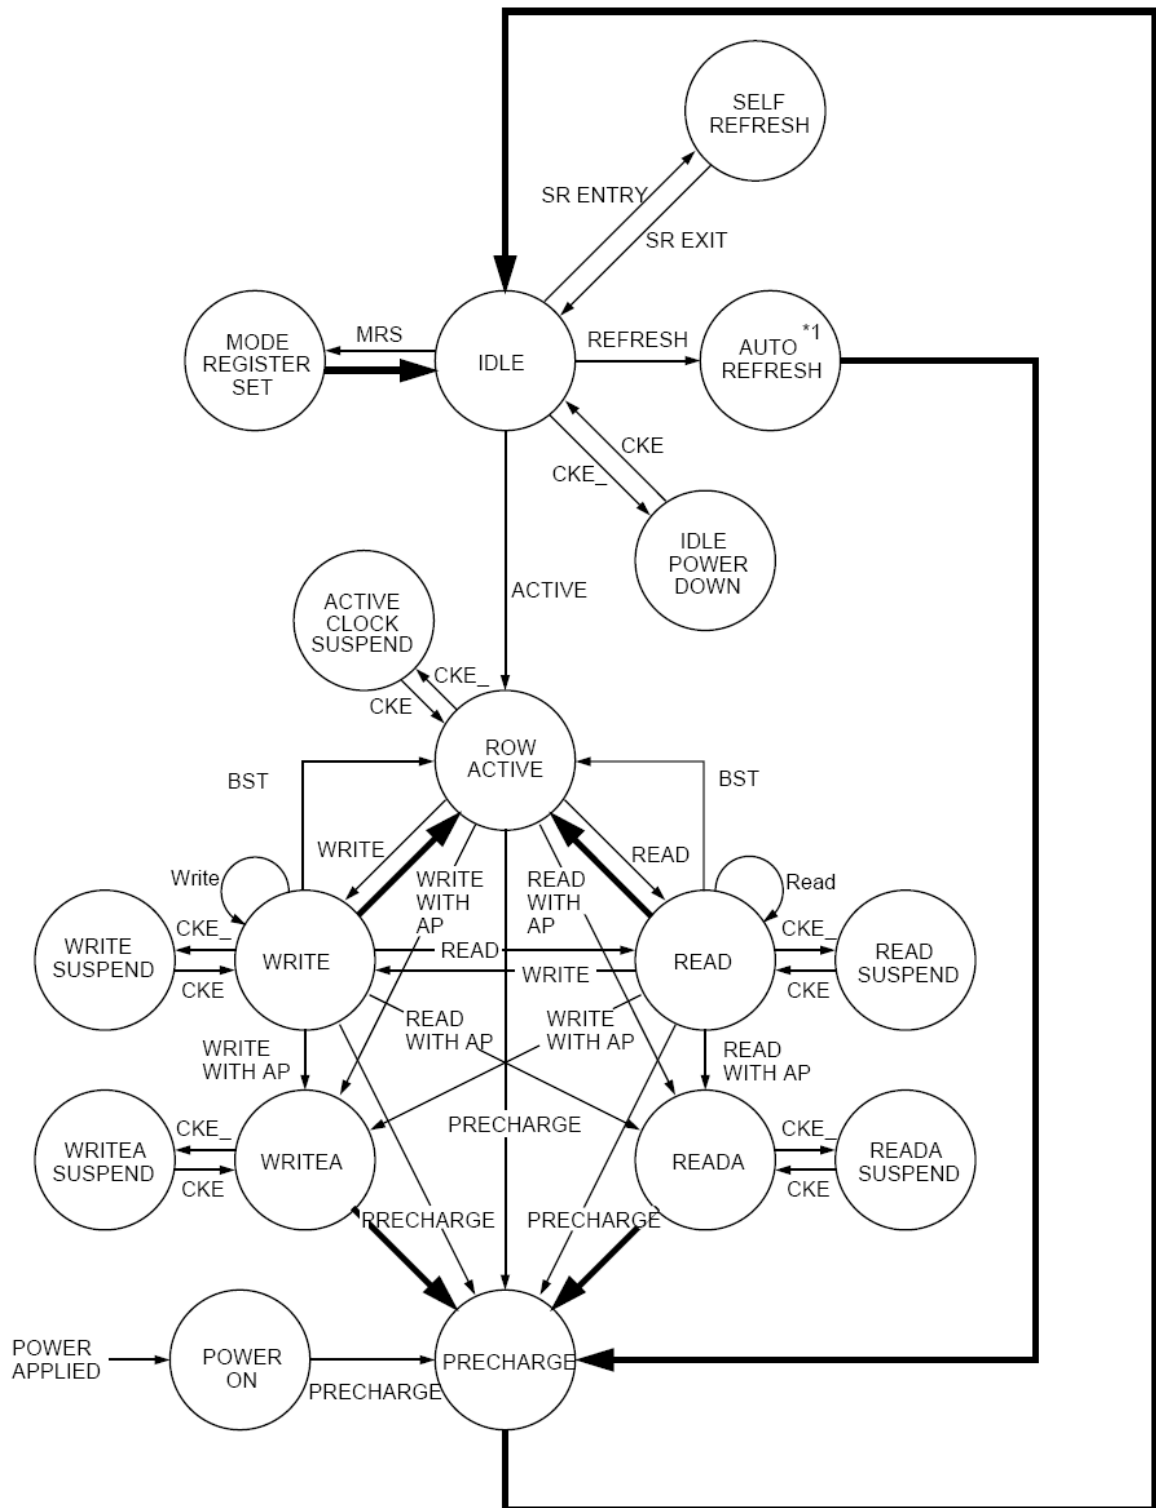 SELF
REFRESH
SR ENTRY
SR EXIT
MODE
REGISTER
SET
MRS
IDLE
REFRESH
*1
AUTO
REFRESH
CKE
CKE_
IDLE
POWER
DOWN
ACTIVE
ACTIVE
CLOCK
SUSPEND
CKE_
CKE
ROW
ACTIVE
BST
BST
WRITE
READ
Write
WRITE
WITH
AP
READ
WITH
AP
Read
WRITE
SUSPEND
CKE_
CKE
WRITE
READ
WRITE
READ
CKE_
CKE
READ
SUSPEND
WRITE
WITH AP
READ
WITH AP
WRITE
WITH AP
READ
WITH AP
WRITEA
SUSPEND
CKE_
CKE
WRITEA
PRECHARGE
READA
CKE_
CKE
READA
SUSPEND
PRECHARGE
PRECHARGE
POWER
APPLIED
POWER
ON
PRECHARGE
PRECHARGE